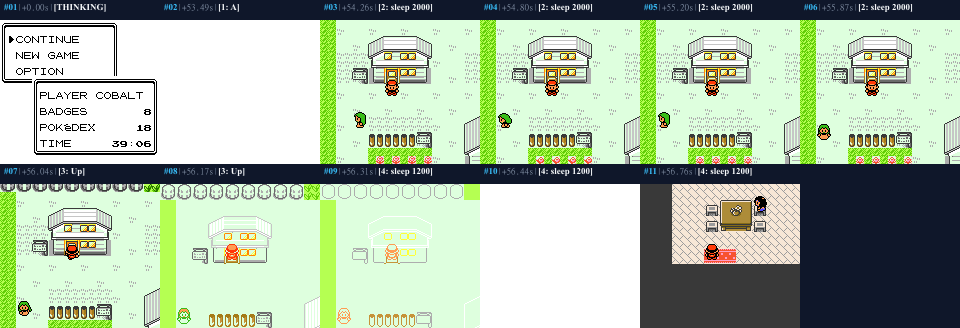 #01|+0.00s|[THINKING]
#02|+53.49s|[1: A]
#03|+54.26s|[2: sleep 2000]
#04|+54.80s|[2: sleep 2000]
#05|+55.20s|[2: sleep 2000]
#06|+55.87s|[2: sleep 2000]
▶CONTINUE
NEW GAME
OPTION
PLAYER COBALT
BADGES 8
POKéDEX 18
TIME 39:06
#07|+56.04s|[3: Up]
#08|+56.17s|[3: Up]
#09|+56.31s|[4: sleep 1200]
#10|+56.44s|[4: sleep 1200]
#11|+56.76s|[4: sleep 1200]